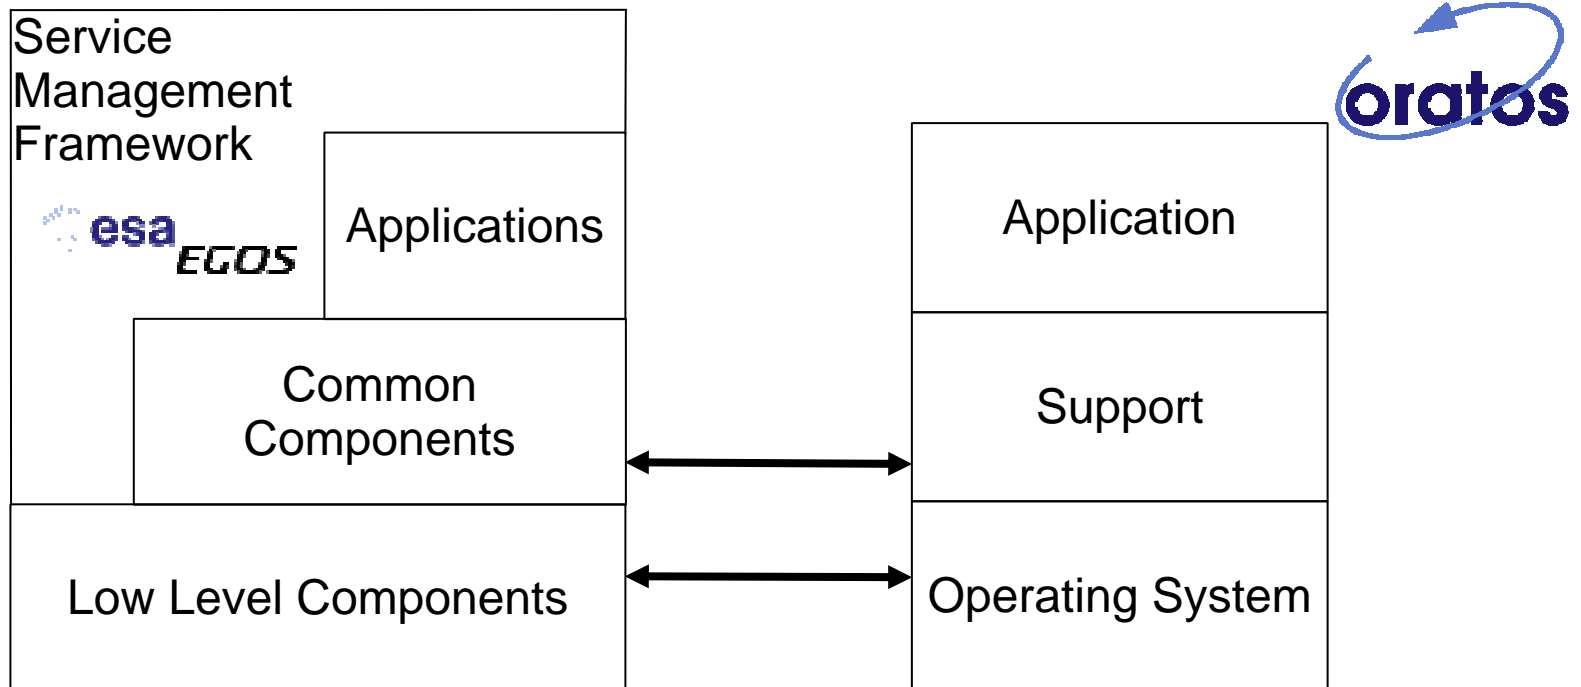 Service
Management
Framework
esa
EGOS
Applications
Common
Components
Low Level Components
oratos
Application
Support
Operating System